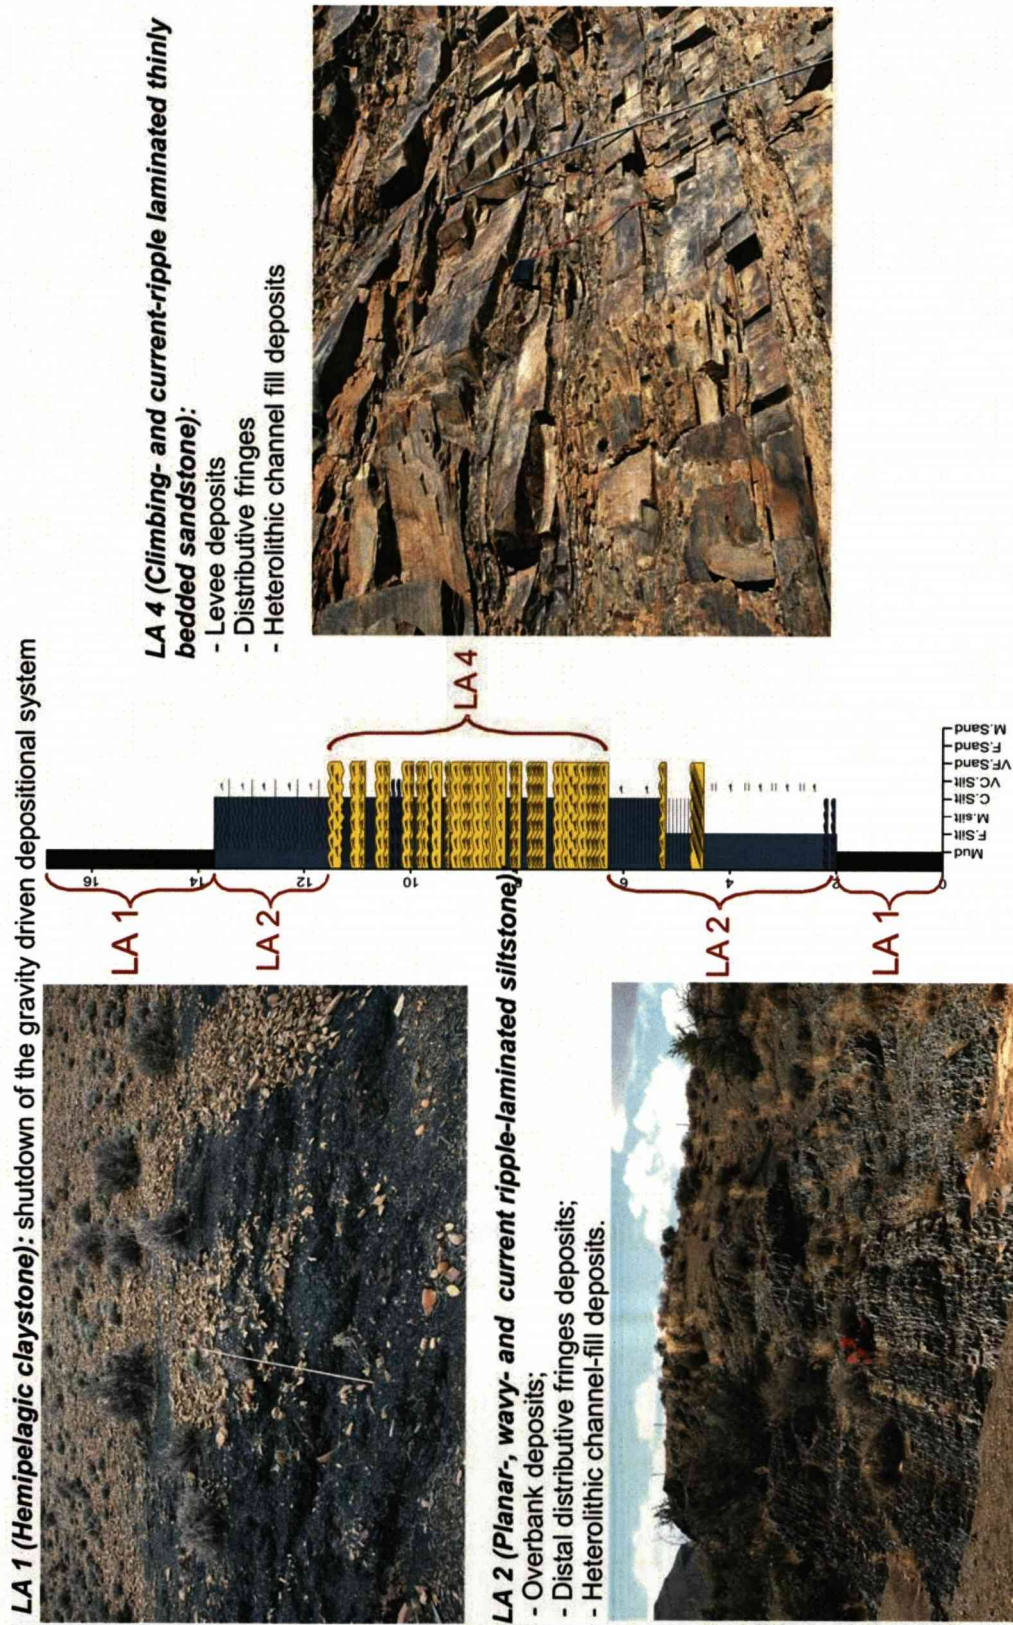 LA 1 (Hemipelagic claystone): shutdown of the gravity driven depositional system
LA 2 (Planar-, wavy- and current ripple-laminated siltstone)
- Overbank deposits;
- Distal distributive fringes deposits;
- Heterolithic channel-fill deposits.
LA 1
LA 2
LA 2
LA 1
16
14
12
10
8
6
4
2
0
Mud
F.Silt
M.silt
C.Silt
VC.Silt
VF.Sand
F.Sand
M.Sand
LA 4
LA 4 (Climbing- and current-ripple laminated thinly
bedded sandstone):
- Levee deposits
- Distributive fringes
- Heterolithic channel fill deposits